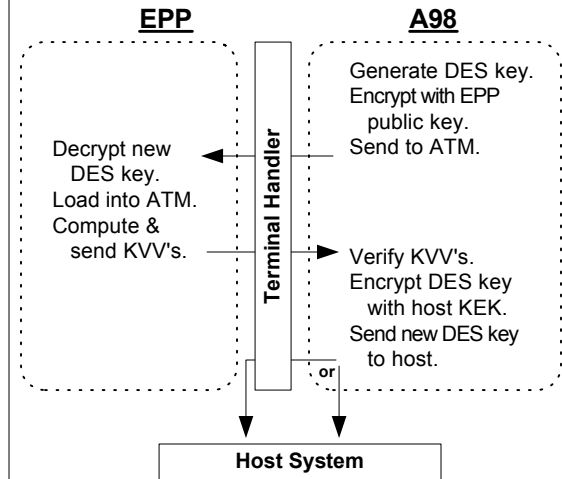 EPP
A98
Generate DES key.
Encrypt with EPP
public key.
Send to ATM.
Decrypt new
DES key.
Load into ATM.
Compute &
send KVV's.
Terminal Handler
Verify KVV's.
Encrypt DES key
with host KEK.
Send new DES key
to host.
or
Host System